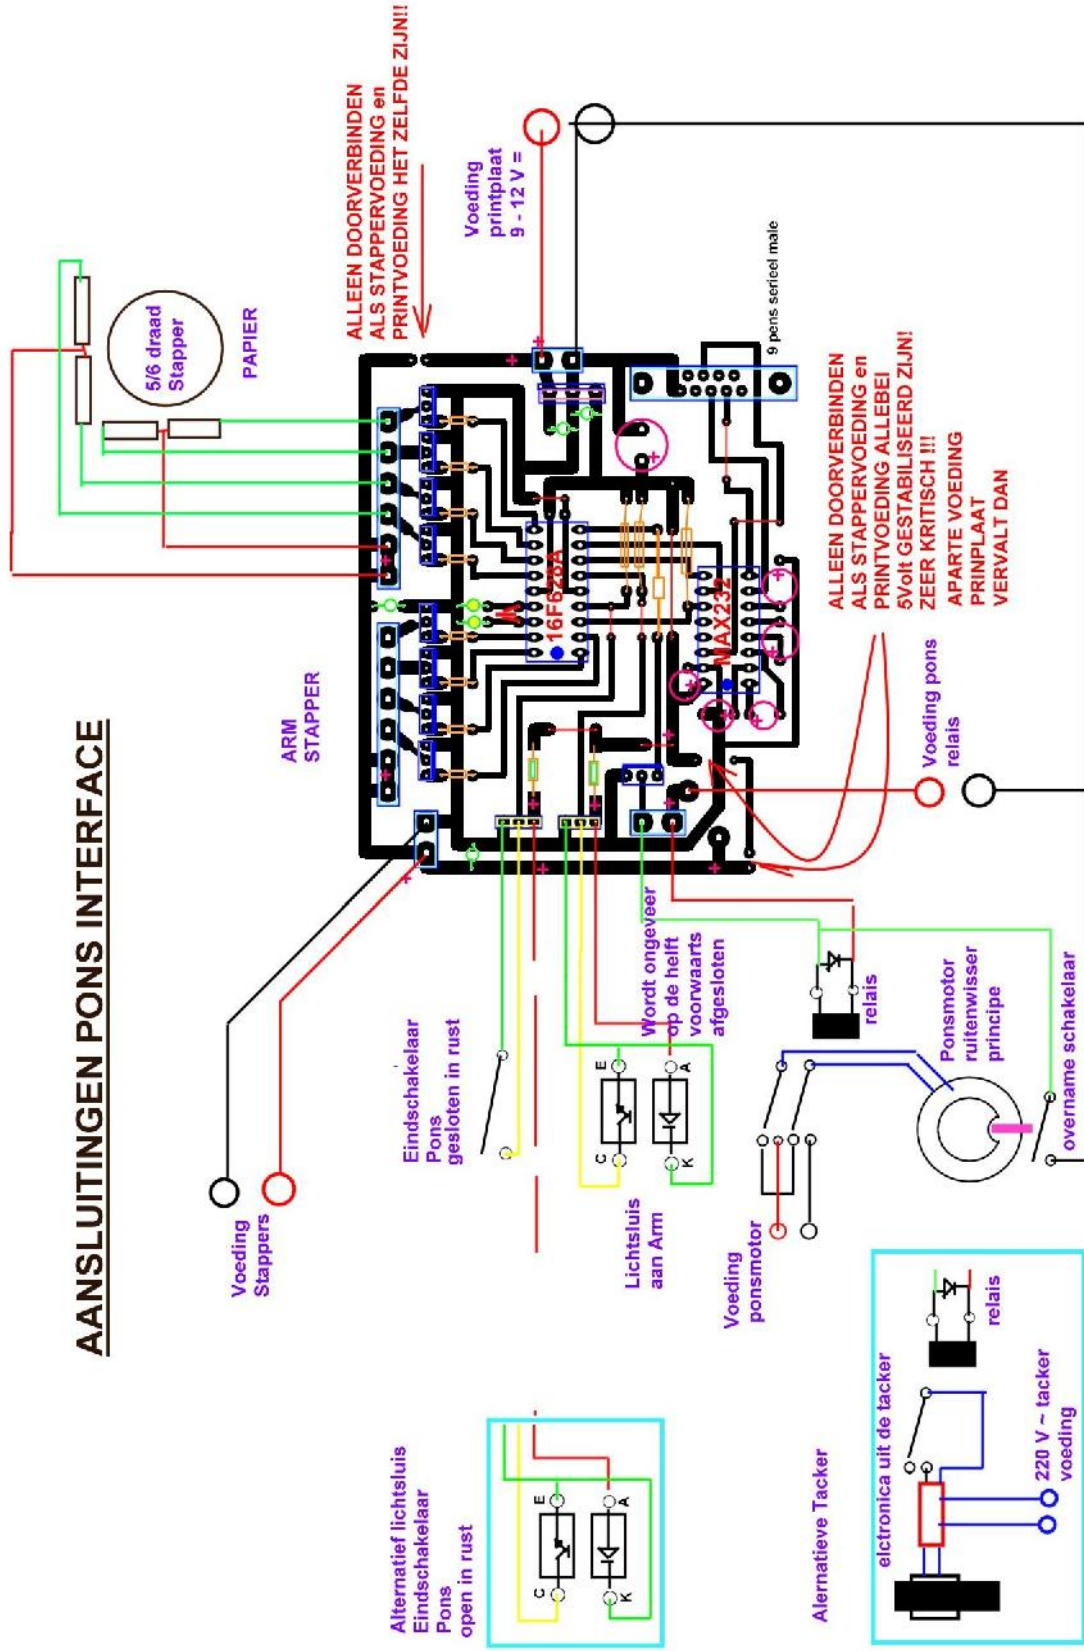 AANSLUITINGEN PONS INTERFACE
5/6 draad
Stapper
PAPIER
ALLEEN DOORVERBINDEN
ALS STAPPERVOEDING en
PRINTVOEDING HET ZELFDE ZIJN!!
Voeding
printplaat
9 - 12 V =
ARM
STAPPER
16F628A
MAX232
9 pens serieel male
ALLEEN DOORVERBINDEN
ALS STAPPERVOEDING en
PRINTVOEDING ALLEBEI
5Volt GESTABILISEERD ZIJN!
ZEER KRITISCH !!!
APARTE VOEDING
PRINPLAAT
VERVALT DAN
Voeding pons
relais
Voeding
Stappers
Eindschakelaar
Pons
gesloten in rust
Wordt ongeveer
op de helft
voorwaarts
afgesloten
E
C
A
K
Lichtsluis
aan Arm
relais
Ponsmotor
ruitenwisser
principe
overname schakelaar
Voeding
ponsmotor
Alternatief lichtsluis
Eindschakelaar
Pons
open in rust
E
C
A
K
Alernatieve Tacker
elctronica uit de tacker
relais
220 V ~ tacker
voeding